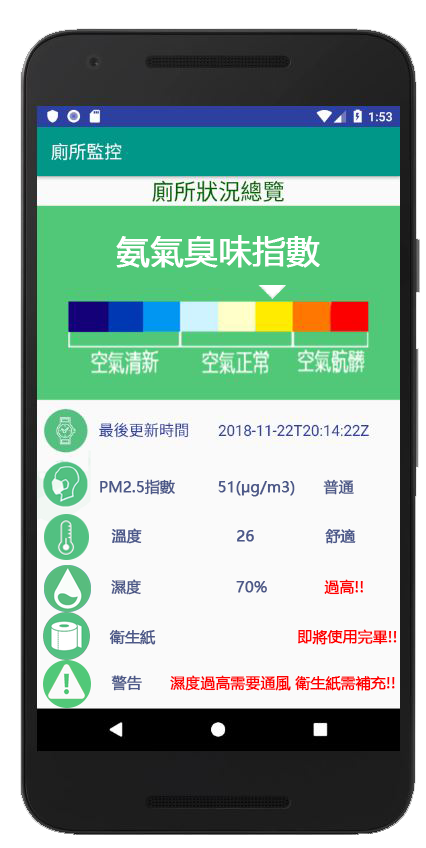 1:53
廁所監控
廁所狀況總覽
氨氣臭味指數
空氣清新 空氣正常 空氣骯髒
最後更新時間 2018-11-22T20:14:22Z
PM2.5指數 51(μg/m3) 普通
溫度 26 舒適
濕度 70% 過高!!
衛生紙 即將使用完畢!!
警告 濕度過高需要通風 衛生紙需補充!!